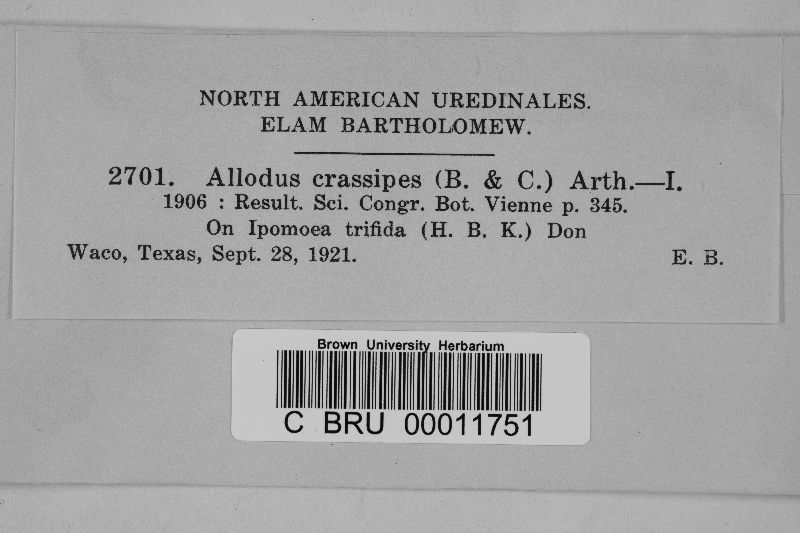 NORTH AMERICAN UREDINALES.
ELAM BARTHOLOMEW.
2701. Allodus crassipes (B. & C.) Arth.—I.
1906 : Result. Sci. Congr. Bot. Vienne p. 345.
On Ipomoea trifida (H. B. K.) Don
Waco, Texas, Sept. 28, 1921. E. B.
Brown University Herbarium
C BRU 00011751